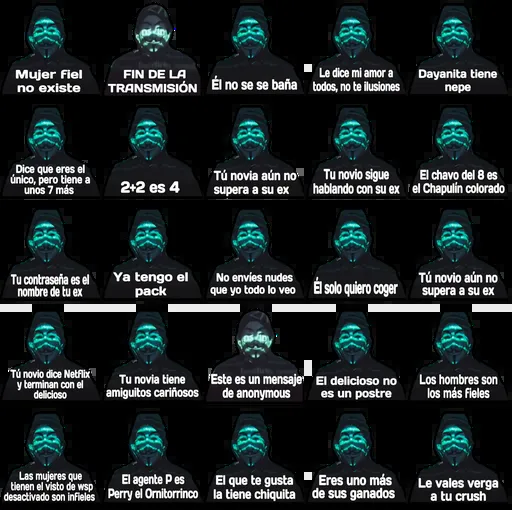 Mujer fiel
no existe
FIN DE LA
TRANSMISIÓN
Él no se se baña
Le dice mi amor a
todos, no te ilusiones
Dayanita tiene
nepe
Dice que eres el
único, pero tiene a
unos 7 más
2+2 es 4
Tú novia aún no
supera a su ex
Tu novio sigue
hablando con su ex
El chavo del 8 es
el Chapulín colorado
Tu contraseña es el
nombre de tu ex
Ya tengo el
pack
No envíes nudes
que yo todo lo veo
Él solo quiero coger
Tú novio aún no
supera a su ex
"Tú novio dice Netflix
y terminan con el
delicioso
Tu novia tiene
amiguitos cariñosos
"Este es un mensaje
de anonymous
El delicioso no
es un postre
Los hombres son
los más fieles
Las mujeres que
tienen el visto de wsp
desactivado son infieles
El agente P es
Perry el Ornitorrinco
El que te gusta
la tiene chiquita
Eres uno más
de sus ganados
Le vales verga
a tu crush